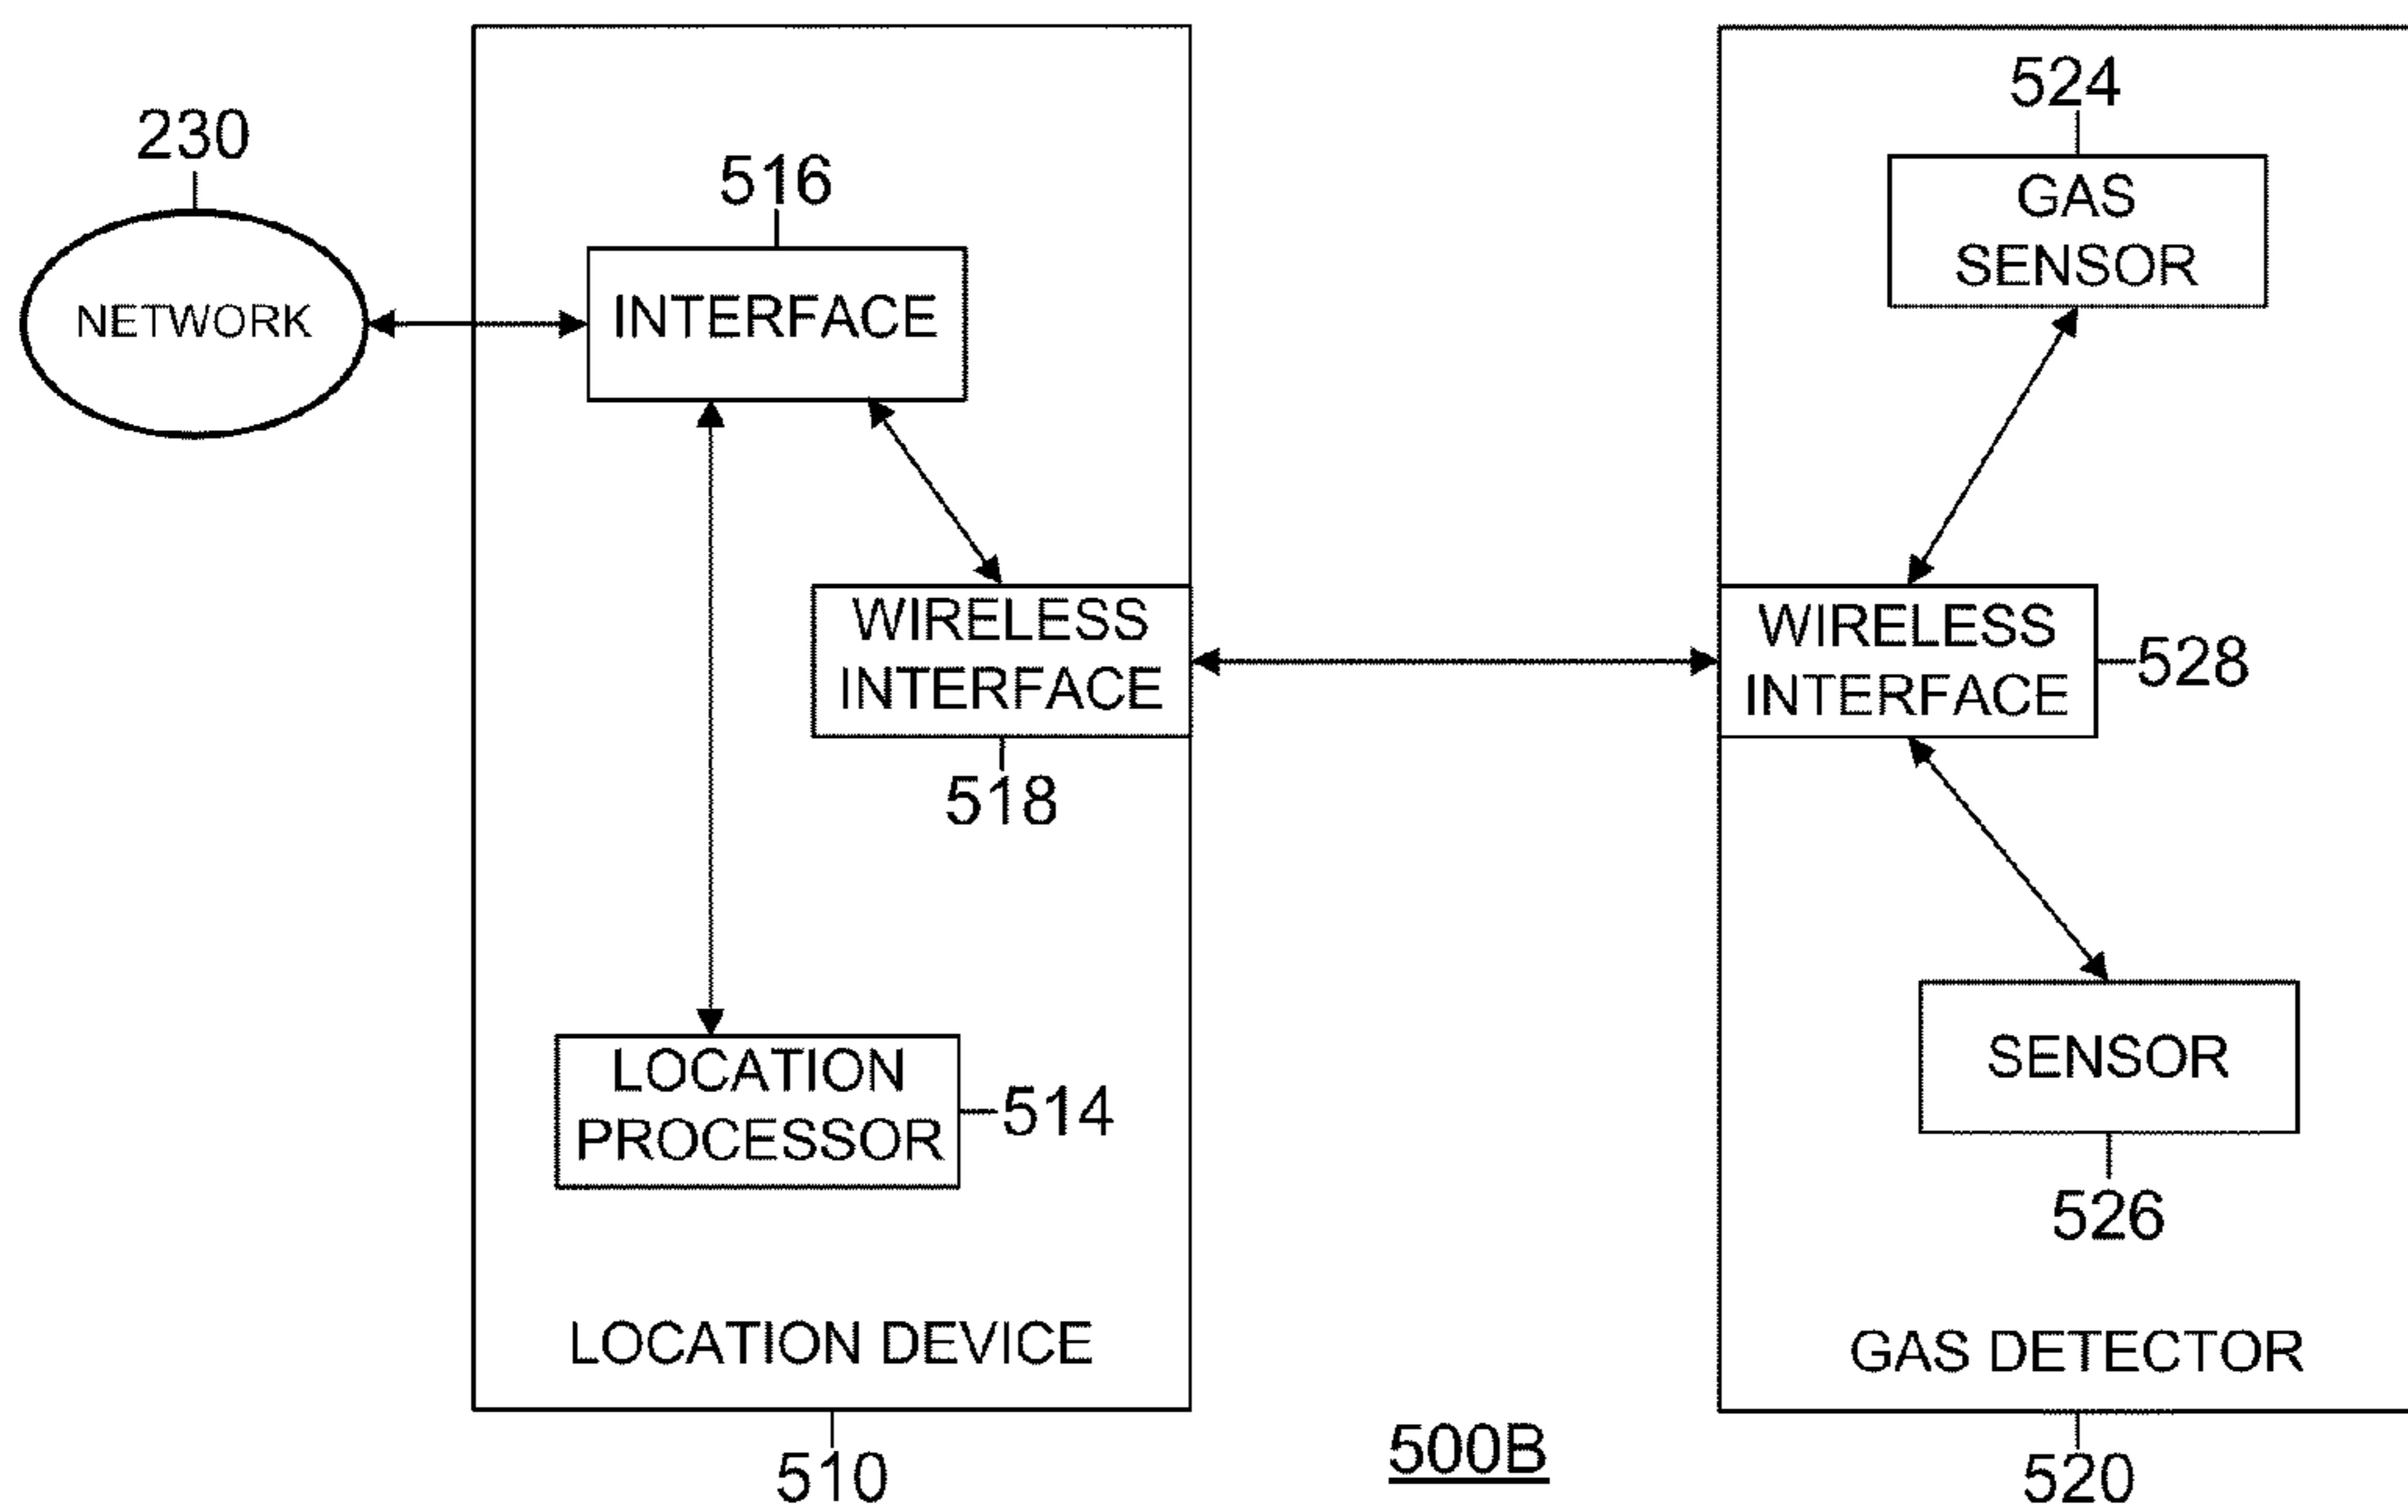 230
NETWORK
516
INTERFACE
WIRELESS
INTERFACE
518
LOCATION
PROCESSOR
514
LOCATION DEVICE
510
524
GAS
SENSOR
WIRELESS
INTERFACE
528
SENSOR
526
GAS DETECTOR
520
500B